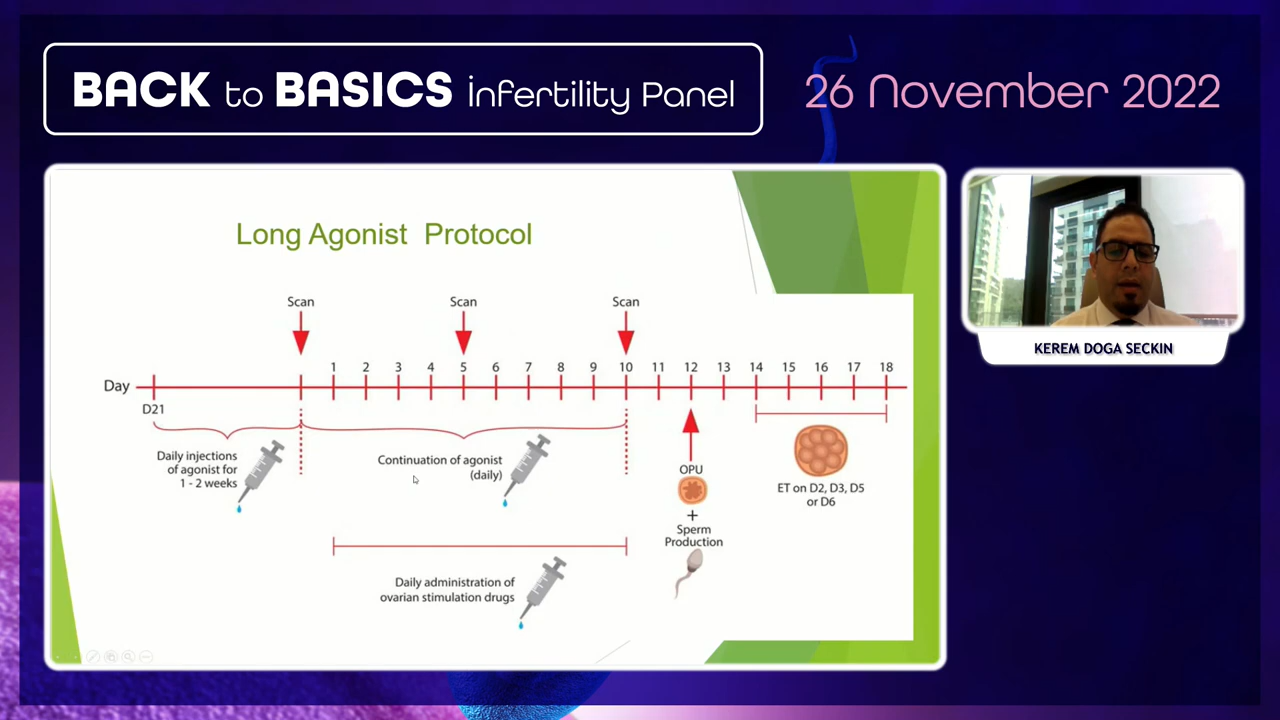 BACK to BASICS infertility Panel
26 November 2022
Long Agonist Protocol
Scan
Scan
Scan
Day
1 2 3 4 5 6 7 8 9 10 11 12 13 14 15 16 17 18
D21
Daily injections
of agonist for
1 - 2 weeks
Continuation of agonist
(daily)
Daily administration of
ovarian stimulation drugs
OPU
+
Sperm
Production
ET on D2, D3, D5
or D6
KEREM DOGA SECKIN